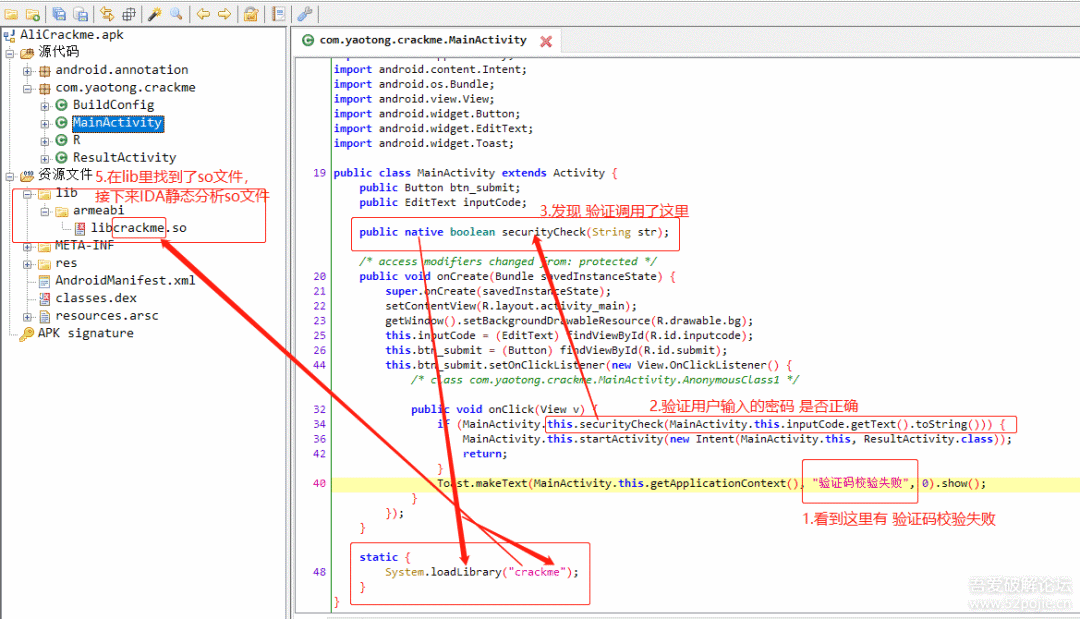 AliCrackme.apk
源代码
android.annotation
com.yaotong.crackme
BuildConfig
MainActivity
R
ResultActivity
资源文件
5.在lib里找到了so文件,
接下来IDA静态分析so文件
lib
armeabi
libcrackme.so
META-INF
res
AndroidManifest.xml
classes.dex
resources.arsc
APK signature
com.yaotong.crackme.MainActivity
import android.content.Intent;
import android.os.Bundle;
import android.view.View;
import android.widget.Button;
import android.widget.EditText;
import android.widget.Toast;
19 public class MainActivity extends Activity {
public Button btn_submit;
public EditText inputCode;
3.发现 验证调用了这里
public native boolean securityCheck(String str);
/* access modifiers changed from: protected */
20 public void onCreate(Bundle savedInstanceState) {
21 super.onCreate(savedInstanceState);
22 setContentView(R.layout.activity_main);
23 getWindow().setBackgroundDrawableResource(R.drawable.bg);
25 this.inputCode = (EditText) findViewById(R.id.inputcode);
26 this.btn_submit = (Button) findViewById(R.id.submit);
44 this.btn_submit.setOnClickListener(new View.OnClickListener() {
/* class com.yaotong.crackme.MainActivity.AnonymousClass1 */
2.验证用户输入的密码 是否正确
32 public void onClick(View v) {
34 if (MainActivity.this.securityCheck(MainActivity.this.inputCode.getText().toString())) {
36 MainActivity.this.startActivity(new Intent(MainActivity.this, ResultActivity.class));
42 return;
}
40 Toast.makeText(MainActivity.this.getApplicationContext(), "验证码校验失败", 0).show();
}
1.看到这里有 验证码校验失败
});
}
static {
48 System.loadLibrary("crackme");
}
}
吾爱破解论坛
www.52pojie.cn